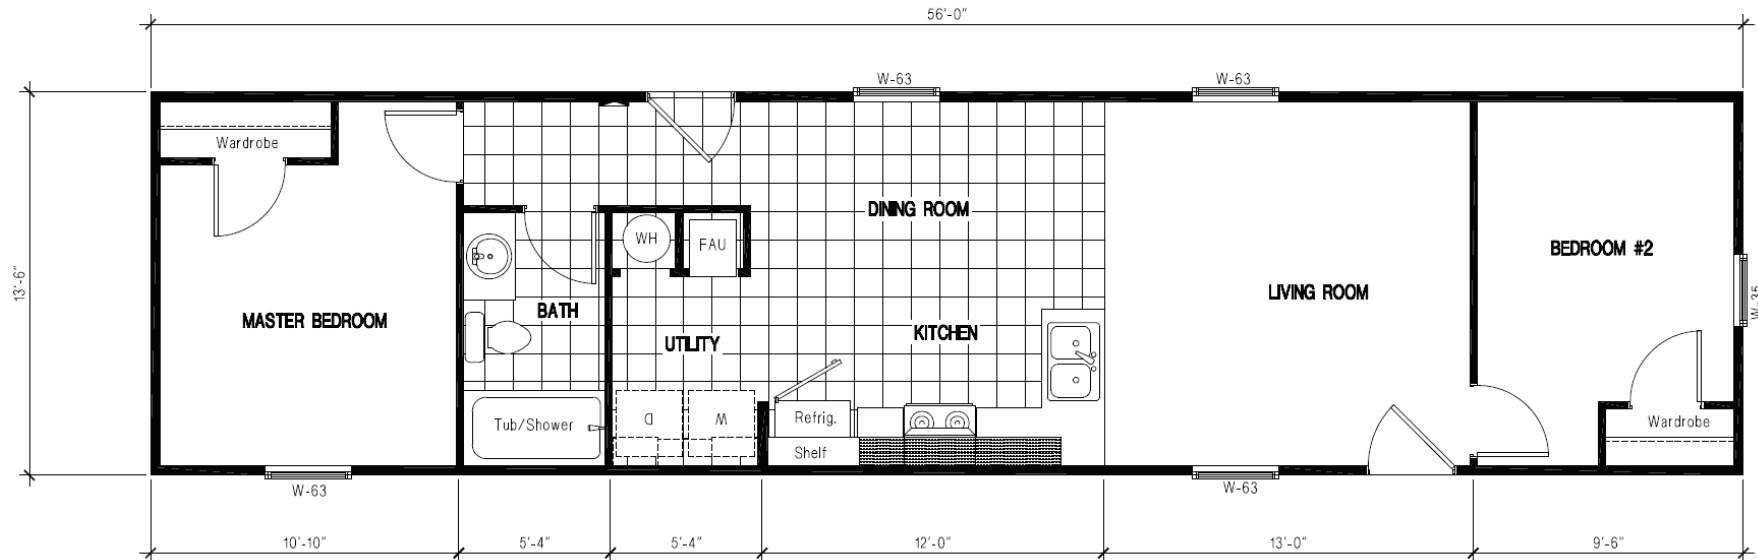 56'-0"
W-63
W-63
13'-6"
Wardrobe
DINING ROOM
WH
FAU
BEDROOM #2
LIVING ROOM
W-35
BATH
MASTER BEDROOM
KITCHEN
UTILITY
Tub/Shower
D
W
Refrig.
Shelf
Wardrobe
W-63
W-63
10'-10"
5'-4"
5'-4"
12'-0"
13'-0"
9'-6"